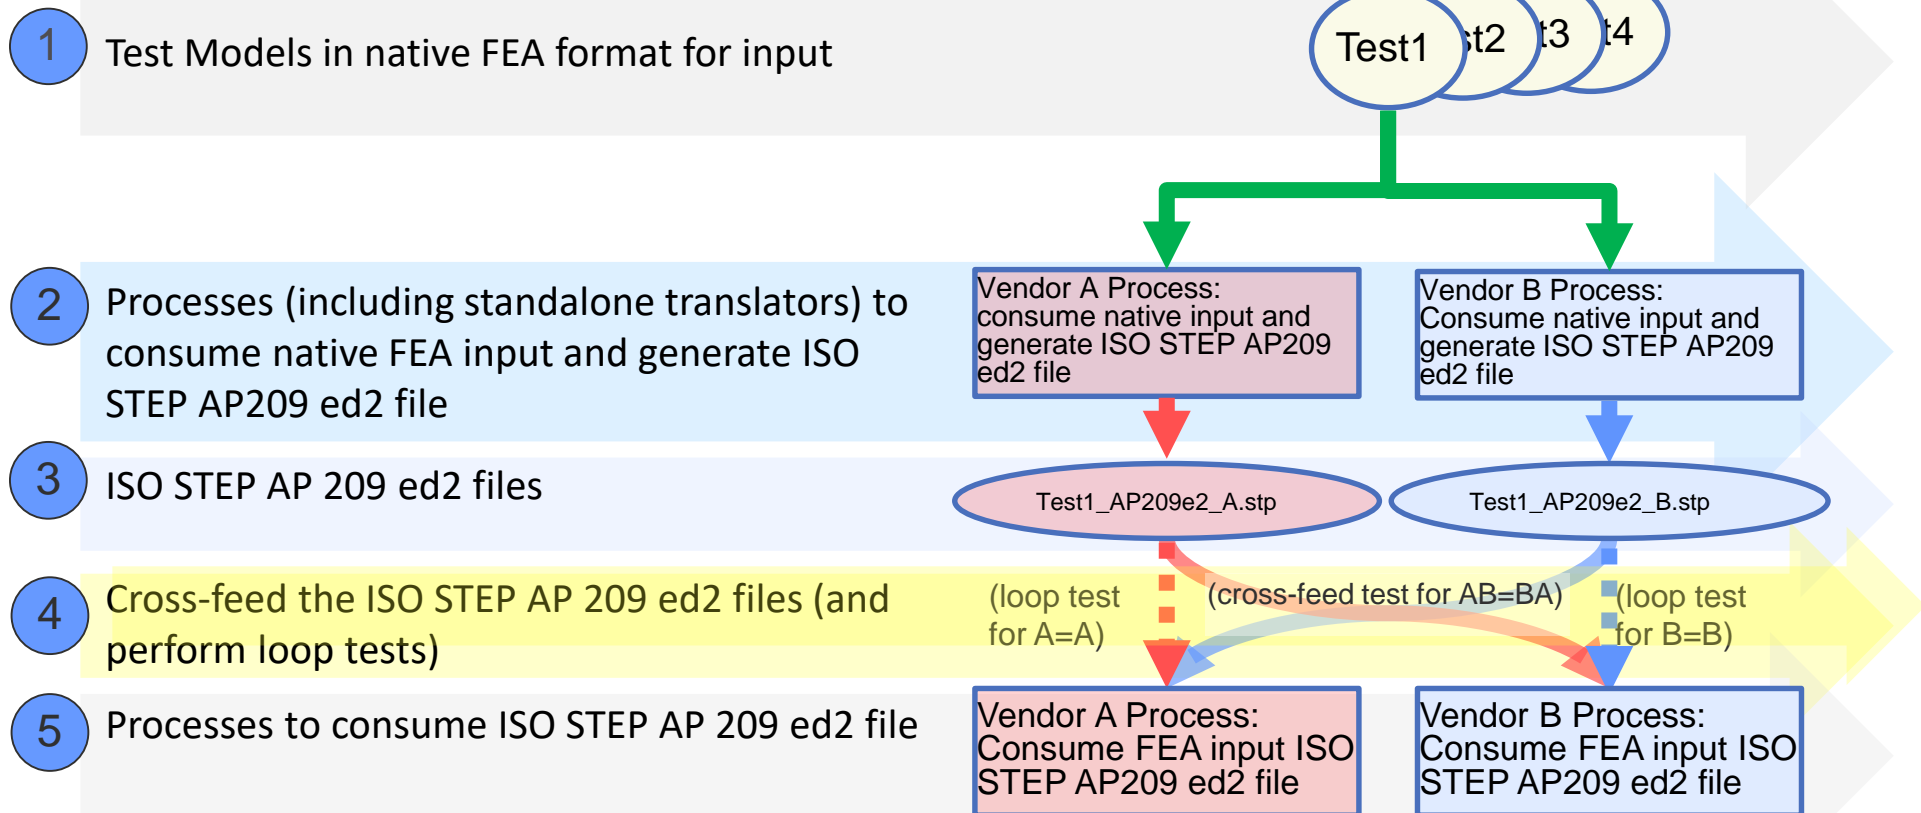 1
Test Models in native FEA format for input
Test1
st2
t3
t4
2
Processes (including standalone translators) to
consume native FEA input and generate ISO
STEP AP209 ed2 file
Vendor A Process:
consume native input and
generate ISO STEP AP209
ed2 file
Vendor B Process:
Consume native input and
generate ISO STEP AP209
ed2 file
3
ISO STEP AP 209 ed2 files
Test1_AP209e2_A.stp
Test1_AP209e2_B.stp
4
Cross-feed the ISO STEP AP 209 ed2 files (and
perform loop tests)
(loop test
for A=A)
(cross-feed test for AB=BA)
(loop test
for B=B)
5
Processes to consume ISO STEP AP 209 ed2 file
Vendor A Process:
Consume FEA input ISO
STEP AP209 ed2 file
Vendor B Process:
Consume FEA input ISO
STEP AP209 ed2 file